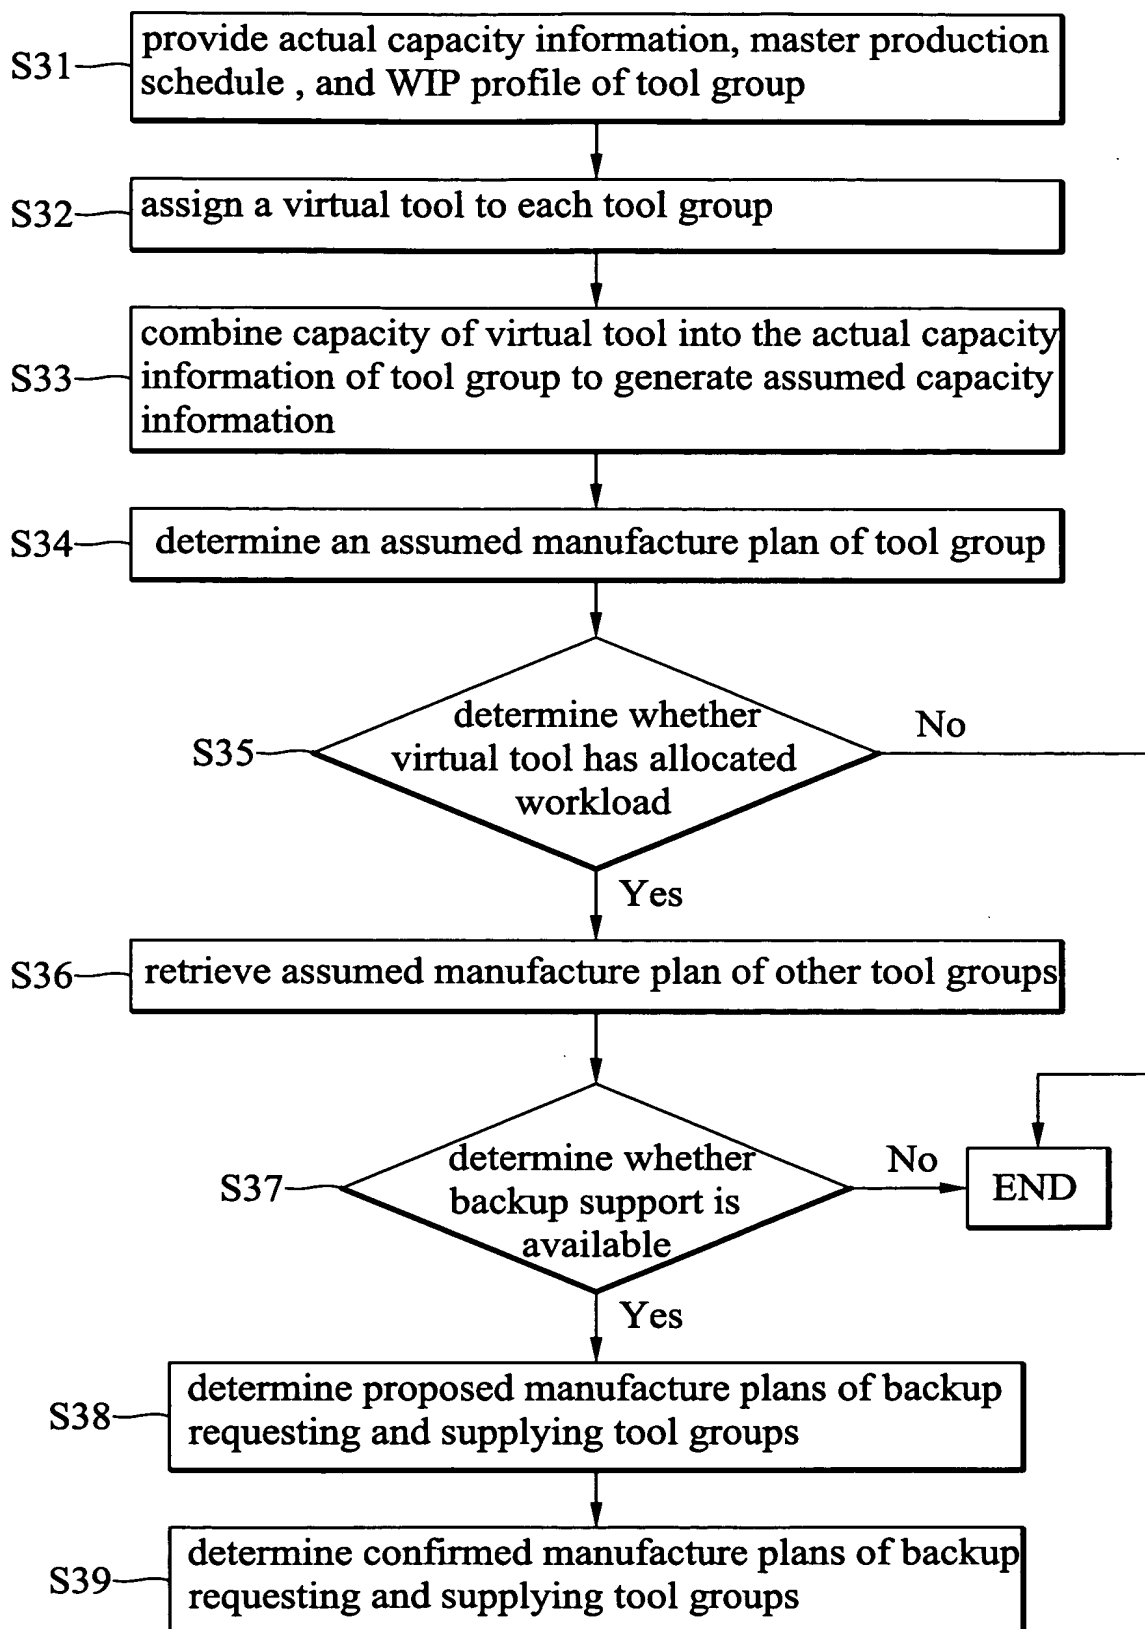 S31
provide actual capacity information, master production
schedule , and WIP profile of tool group
S32
assign a virtual tool to each tool group
S33
combine capacity of virtual tool into the actual capacity
information of tool group to generate assumed capacity
information
S34
determine an assumed manufacture plan of tool group
S35
determine whether
virtual tool has allocated
workload
No
Yes
S36
retrieve assumed manufacture plan of other tool groups
S37
determine whether
backup support is
available
No
END
Yes
S38
determine proposed manufacture plans of backup
requesting and supplying tool groups
S39
determine confirmed manufacture plans of backup
requesting and supplying tool groups